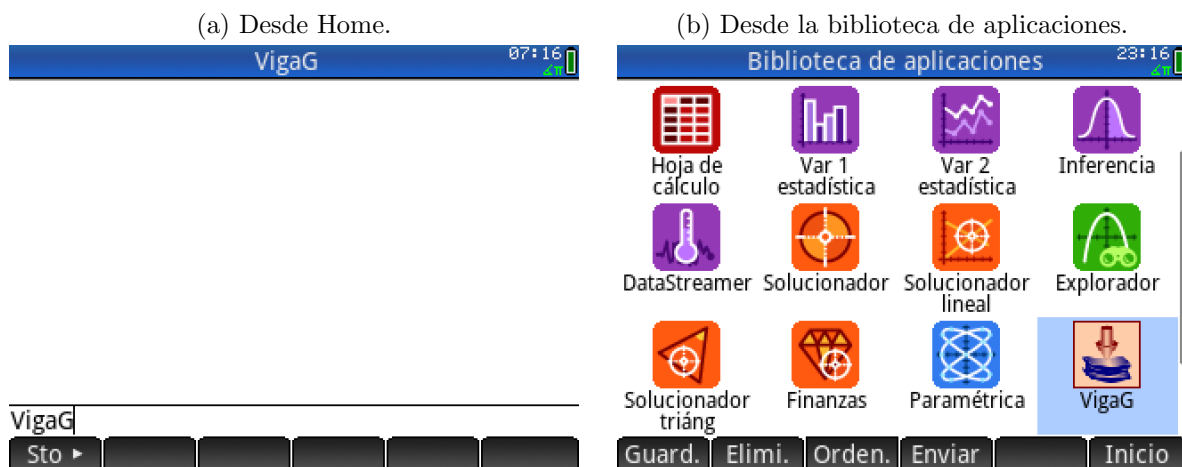 (a) Desde Home.
VigaG
07:16
∡π
VigaG
Sto ►
(b) Desde la biblioteca de aplicaciones.
Biblioteca de aplicaciones
23:16
∡π
Hoja de
cálculo
Var 1
estadística
Var 2
estadística
Inferencia
DataStreamer
Solucionador
Solucionador
lineal
Explorador
Solucionador
triáng
Finanzas
Paramétrica
VigaG
Guard. Elimi. Orden. Enviar Inicio